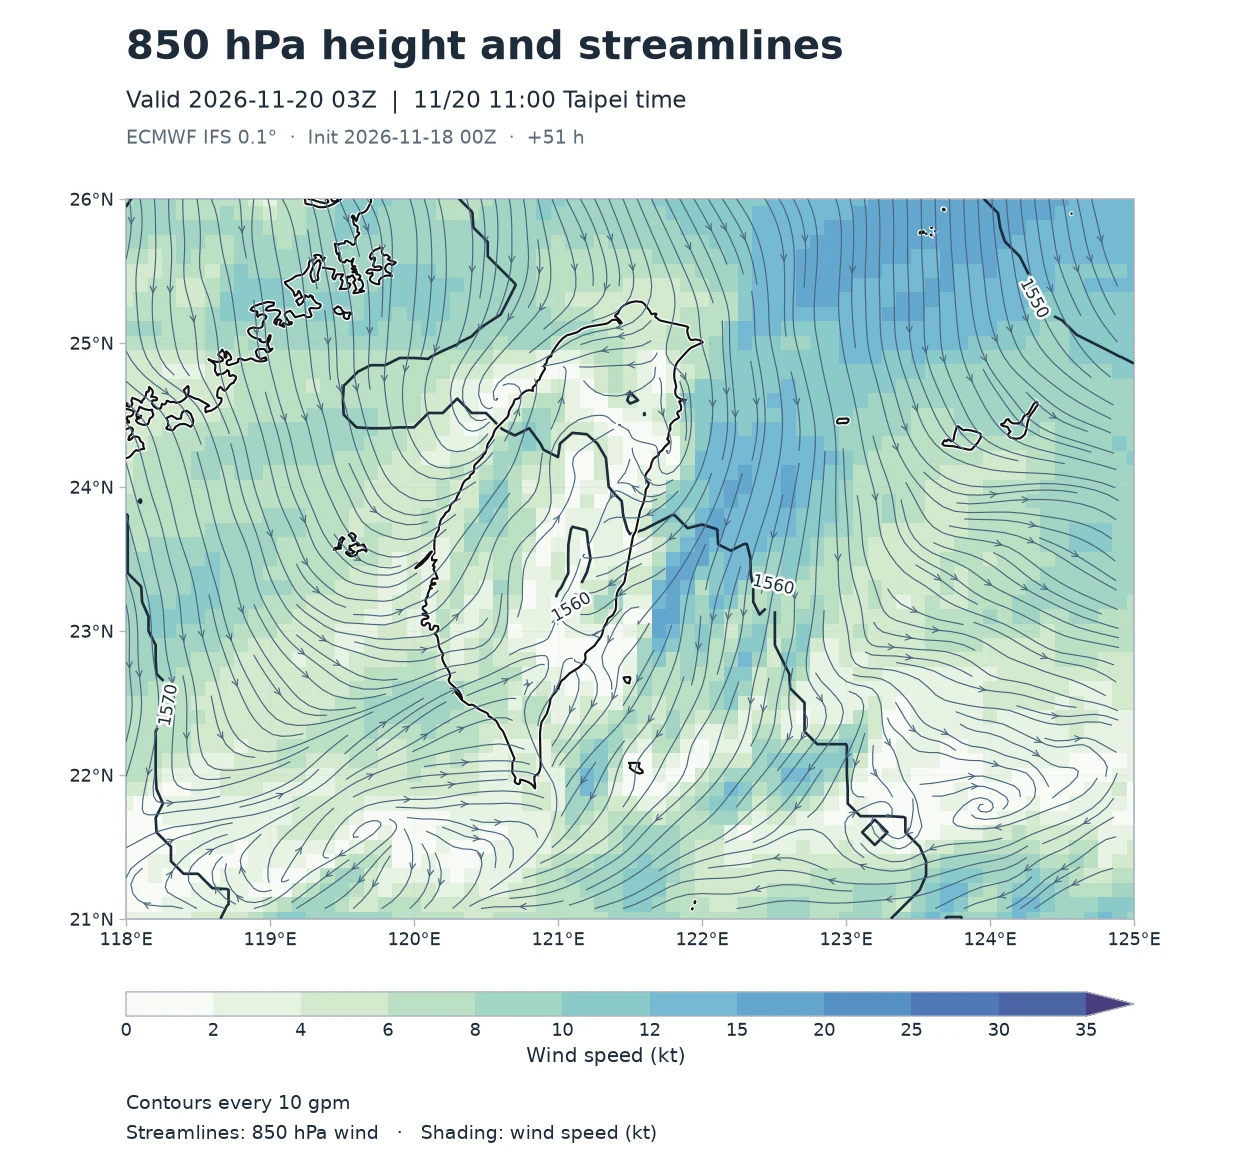 850 hPa height and streamlines
Valid 2026-11-20 03Z | 11/20 11:00 Taipei time
ECMWF IFS 0.1° · Init 2026-11-18 00Z · +51 h
26°N
25°N
24°N
23°N
22°N
21°N
1550
1560
1560
1570
118°E 119°E 120°E 121°E 122°E 123°E 124°E 125°E
0 2 4 6 8 10 12 15 20 25 30 35
Wind speed (kt)
Contours every 10 gpm
Streamlines: 850 hPa wind · Shading: wind speed (kt)